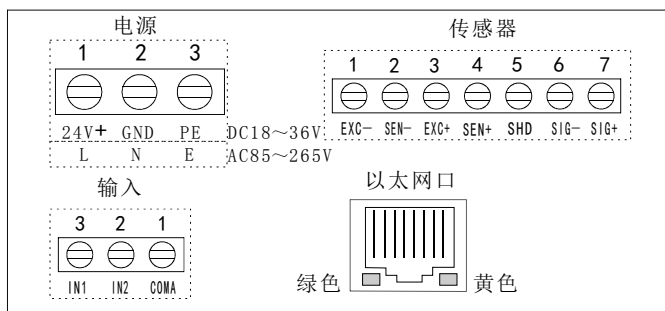 电源
1 2 3
24V+ GND PE DC18～36V
L N E AC85～265V
传感器
1 2 3 4 5 6 7
EXC− SEN− EXC+ SEN+ SHD SIG− SIG+
输入
3 2 1
IN1 IN2 COMA
以太网口
绿色 黄色